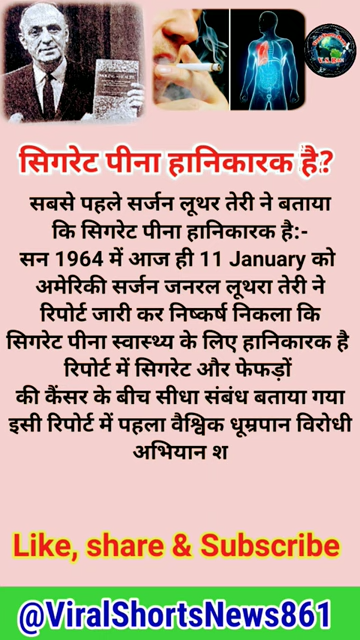 सिगरेट पीना हानिकारक है?
सबसे पहले सर्जन लूथर तेरी ने बताया
कि सिगरेट पीना हानिकारक है:-
सन 1964 में आज ही 11 January को
अमेरिकी सर्जन जनरल लूथरा तेरी ने
रिपोर्ट जारी कर निष्कर्ष निकला कि
सिगरेट पीना स्वास्थ्य के लिए हानिकारक है
रिपोर्ट में सिगरेट और फेफड़ों
की कैंसर के बीच सीधा संबंध बताया गया
इसी रिपोर्ट में पहला वैश्विक धूम्रपान विरोधी
अभियान श
Like, share & Subscribe
@ViralShortsNews861